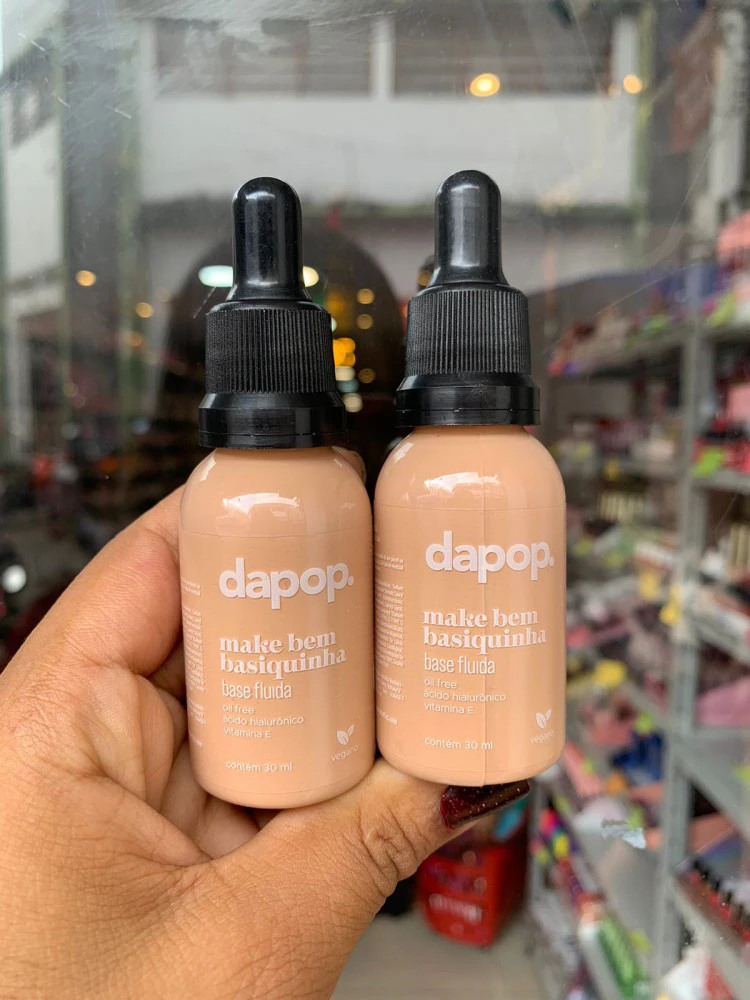 dapop.
make bem
basiquinha
base fluida
oil free
ácido hialurônico
vitamina E
contém 30 ml
vegano
dapop.
make bem
basiquinha
base fluida
oil free
ácido hialurônico
vitamina E
contém 30 ml
vegano